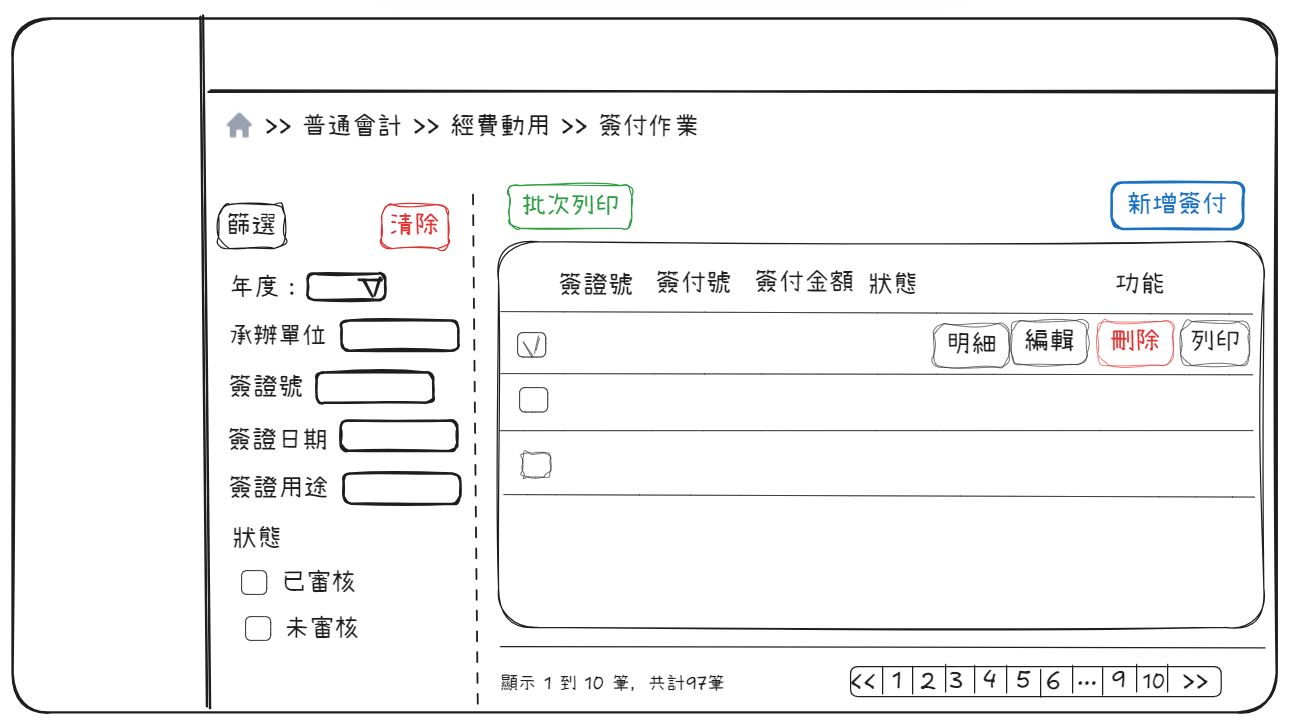 >> 普通會計 >> 經費動用 >> 簽付作業
篩選 清除
年度：
承辦單位
簽證號
簽證日期
簽證用途
狀態
已審核
未審核
批次列印 新增簽付
簽證號 簽付號 簽付金額 狀態 功能
明細 編輯 刪除 列印
顯示 1 到 10 筆, 共計97筆
<< 1 2 3 4 5 6 ... 9 10 >>